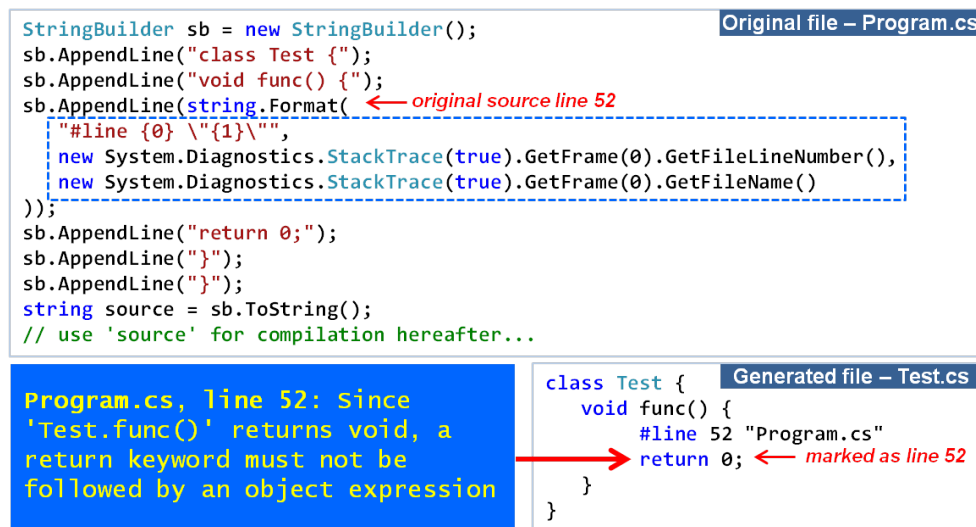 Original file – Program.cs
StringBuilder sb = new StringBuilder();
sb.AppendLine("class Test {");
sb.AppendLine("void func() {");
sb.AppendLine(string.Format(
original source line 52
"#line {0} \"{1}\"",
new System.Diagnostics.StackTrace(true).GetFrame(0).GetFileLineNumber(),
new System.Diagnostics.StackTrace(true).GetFrame(0).GetFileName()
));
sb.AppendLine("return 0;");
sb.AppendLine("}");
sb.AppendLine("}");
string source = sb.ToString();
// use 'source' for compilation hereafter...
Program.cs, line 52: Since
'Test.func()' returns void, a
return keyword must not be
followed by an object expression
Generated file – Test.cs
class Test {
void func() {
#line 52 "Program.cs"
return 0;
marked as line 52
}
}